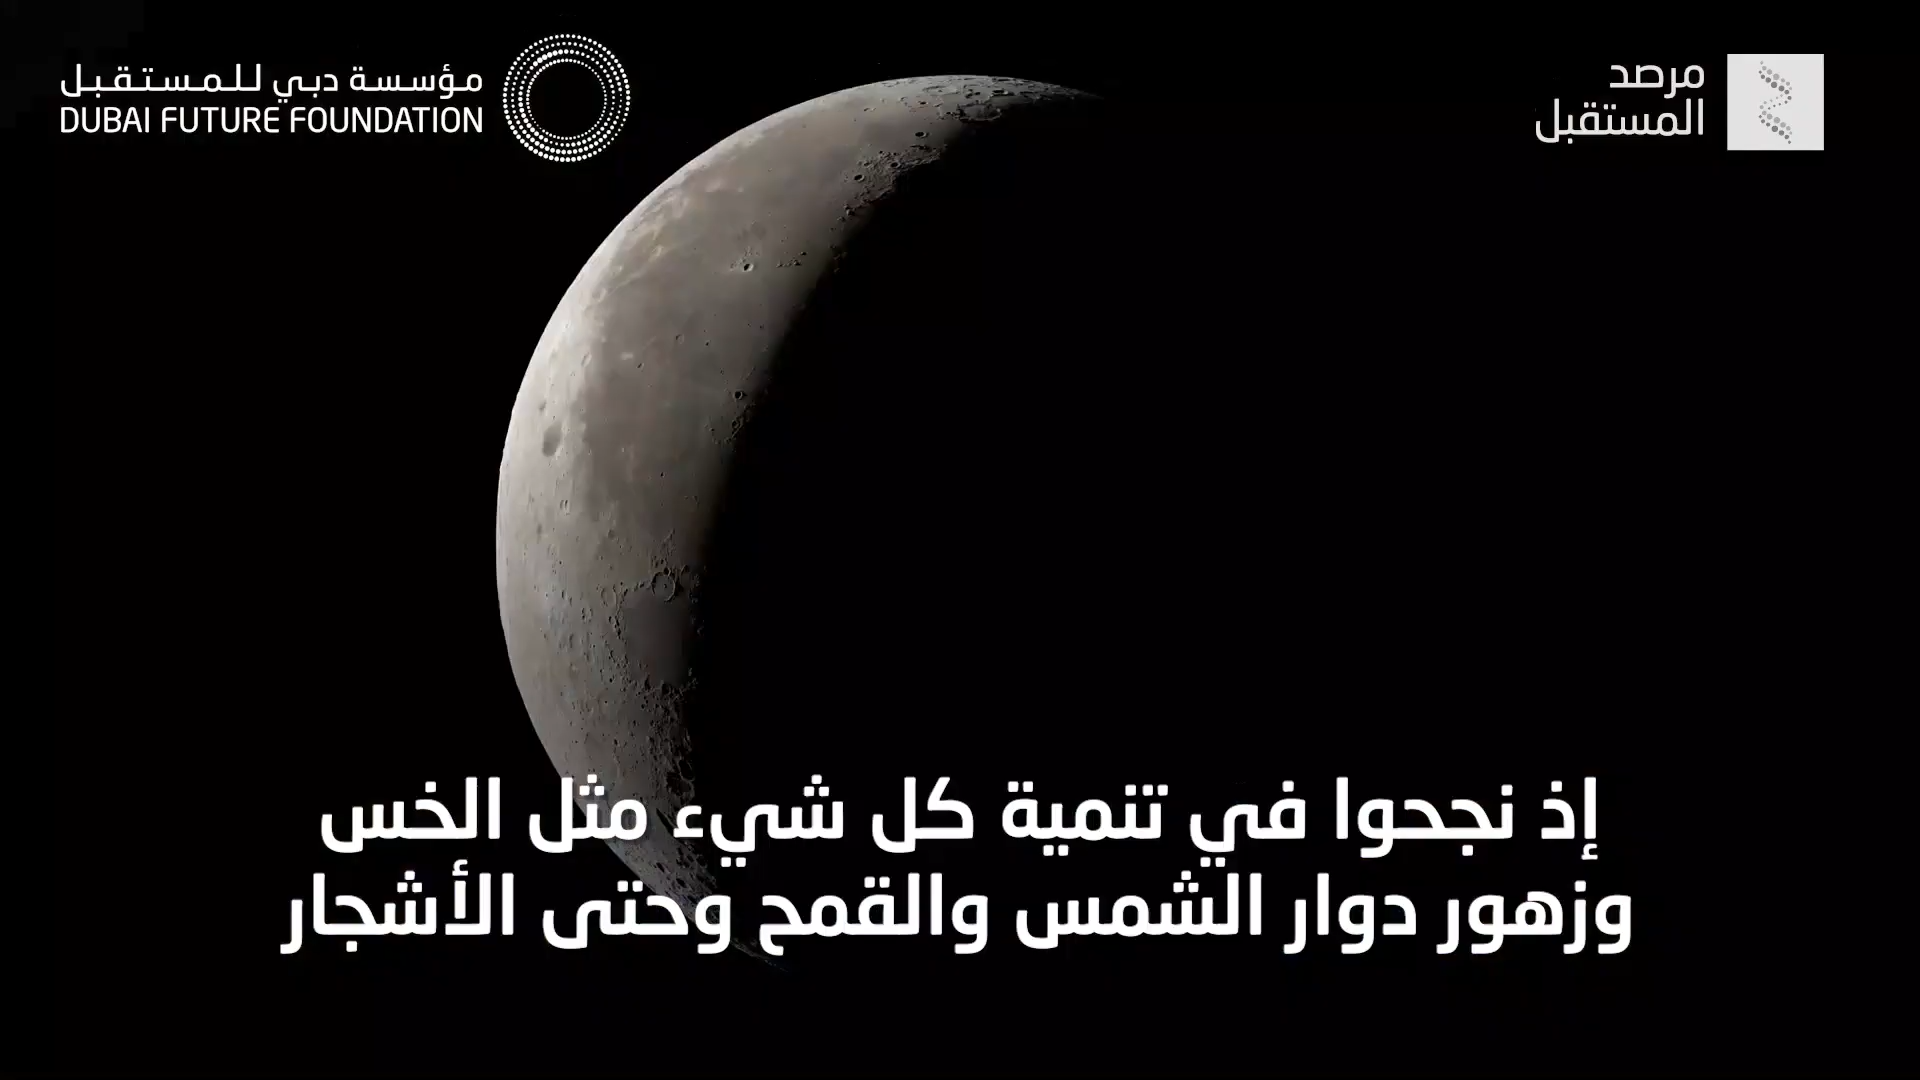 مؤسسة دبي للمستقبل
DUBAI FUTURE FOUNDATION
مرصد
المستقبل
إذ نجحوا في تنمية كل شيء مثل الخس
وزهور دوار الشمس والقمح وحتى الأشجار